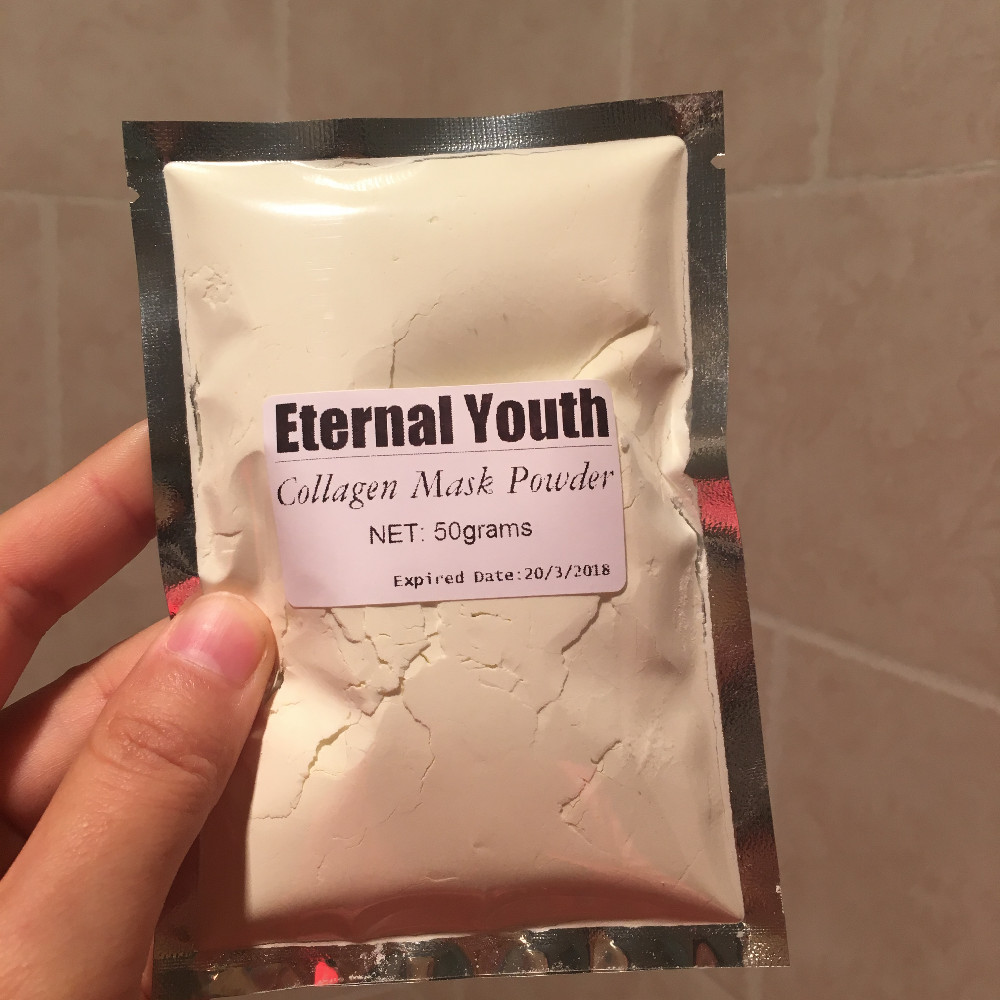 Eternal Youth
Collagen Mask Powder
NET: 50grams
Expired Date:20/3/2018